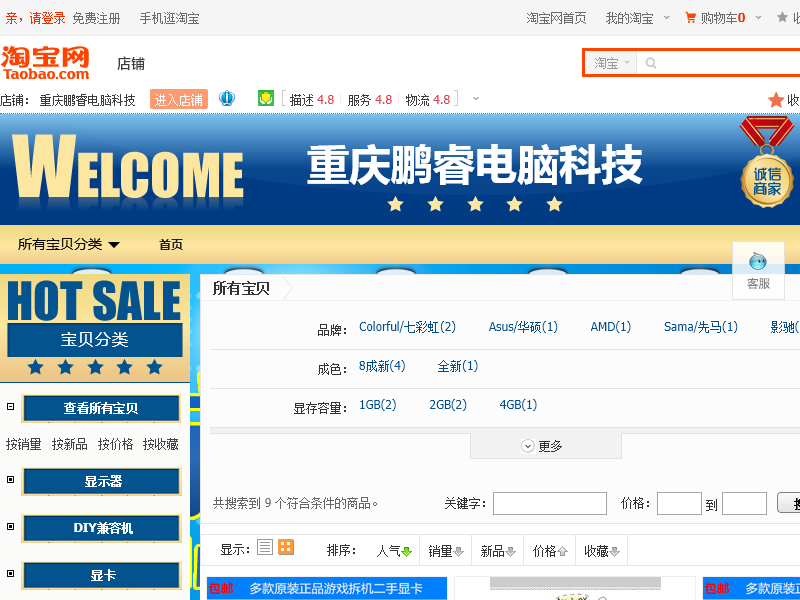 亲，请登录 免费注册 手机逛淘宝 淘宝网首页 我的淘宝 购物车0
淘宝网
Taobao.com
店铺
淘宝
店铺： 重庆鹏睿电脑科技 进入店铺 描述 4.8 服务 4.8 物流 4.8 收
WELCOME
重庆鹏睿电脑科技
诚信
商家
所有宝贝分类 首页
客服
HOT SALE
宝贝分类
所有宝贝
品牌： Colorful/七彩虹(2) Asus/华硕(1) AMD(1) Sama/先马(1) 影驰(
成色： 8成新(4) 全新(1)
显存容量： 1GB(2) 2GB(2) 4GB(1)
更多
查看所有宝贝
按销量 按新品 按价格 按收藏
显示器
DIY兼容机
显卡
共搜索到 9 个符合条件的商品。 关键字： 价格： 到
显示： 排序： 人气 销量 新品 价格 收藏
包邮 多款原装正品游戏拆机二手显卡
包邮 多款原装正